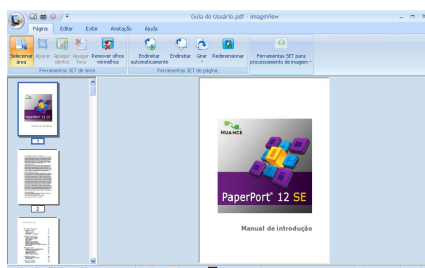 Guia do Usuário.pdf - ImageView
Página Editar Exibir Anotação Ajuda
Selecionar área
Aparar
Apagar dentro
Apagar fora
Remover olhos vermelhos
Endireitar automaticamente
Endireitar
Girar
Redimensionar
Ferramentas SET para processamento de imagem
Ferramentas SET de área
Ferramentas SET de página
1
2
NUANCE
PaperPort® 12 SE
Manual de introdução